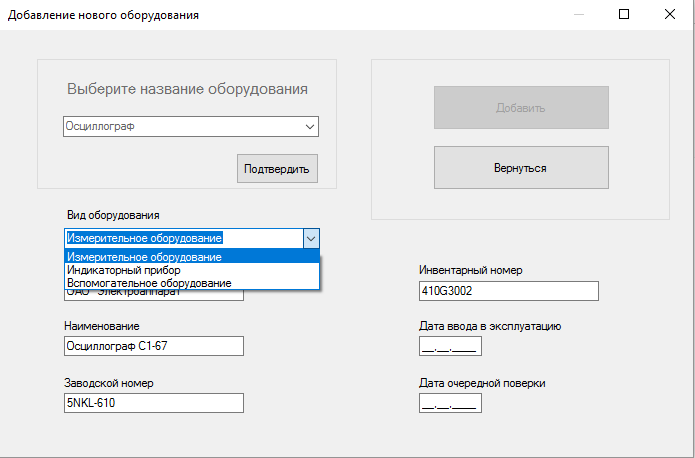 Добавление нового оборудования
Выберите название оборудования
Осциллограф
Подтвердить
Добавить
Вернуться
Вид оборудования
Измерительное оборудование
Измерительное оборудование
Индикаторный прибор
Вспомогательное оборудование
ОАО "Электроаппарат"
Наименование
Осциллограф С1-67
Заводской номер
5NKL-610
Инвентарный номер
410G3002
Дата ввода в эксплуатацию
__.__.____
Дата очередной поверки
__.__.____